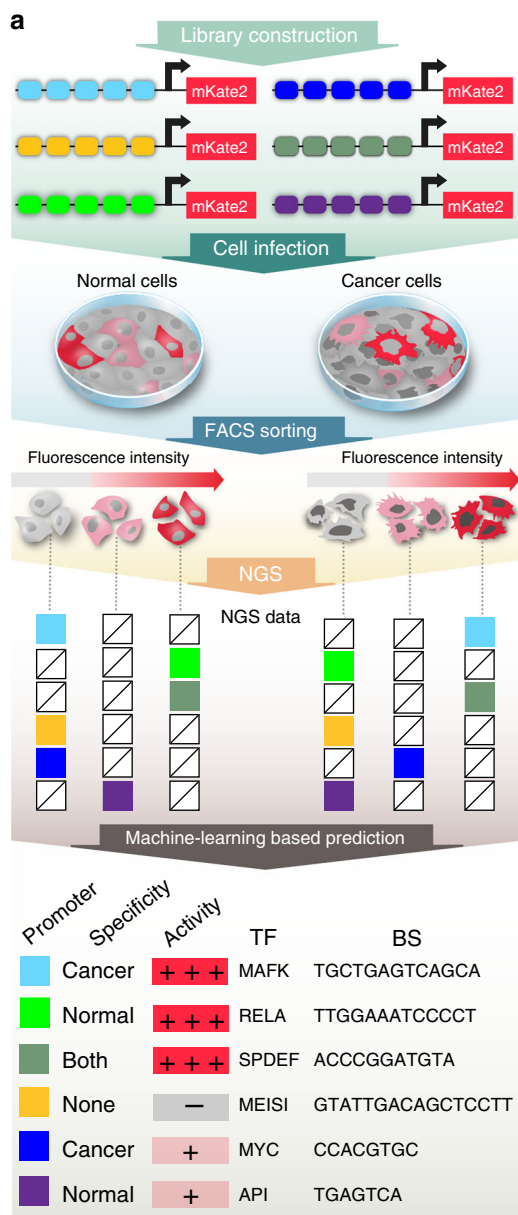 a
Library construction
mKate2 mKate2
mKate2 mKate2
mKate2 mKate2
Cell infection
Normal cells Cancer cells
FACS sorting
Fluorescence intensity Fluorescence intensity
NGS
NGS data
Machine-learning based prediction
Promoter Specificity Activity TF BS
Cancer + + + MAFK TGCTGAGTCAGCA
Normal + + + RELA TTGGAAATCCCCT
Both + + + SPDEF ACCCGGATGTA
None − MEISI GTATTGACAGCTCCTT
Cancer + MYC CCACGTGC
Normal + API TGAGTCA